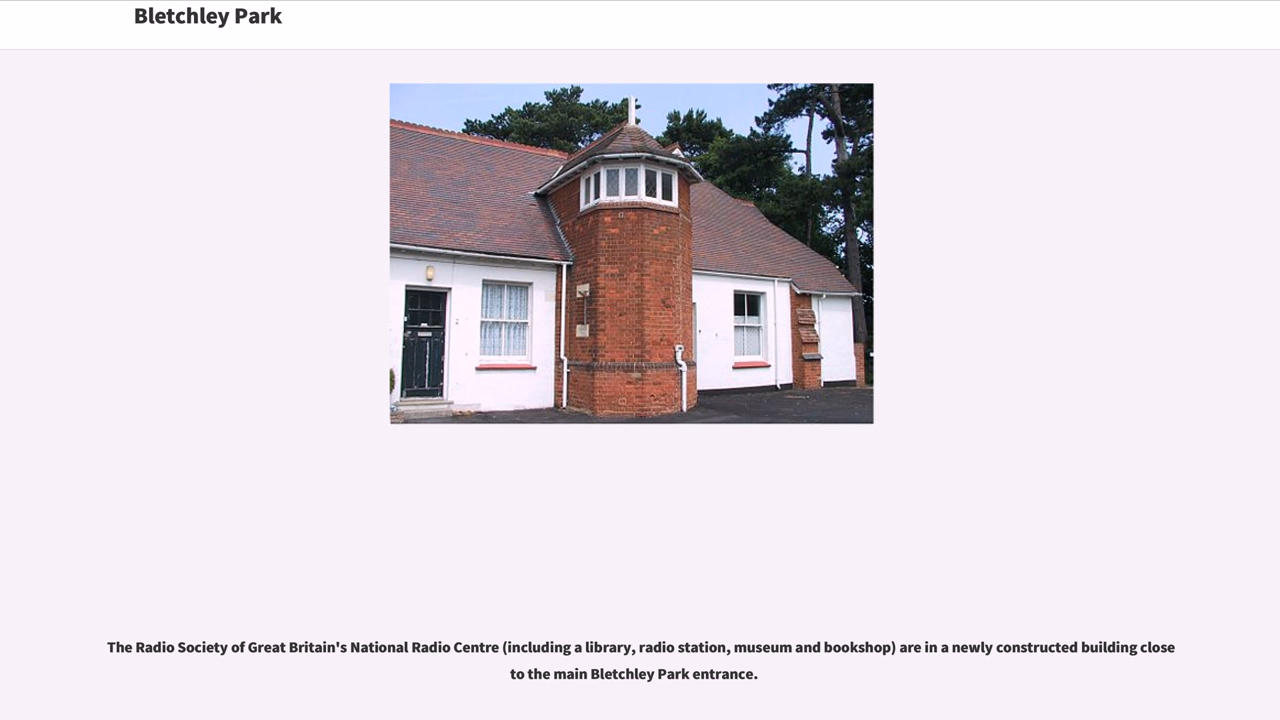 Bletchley Park
The Radio Society of Great Britain's National Radio Centre (including a library, radio station, museum and bookshop) are in a newly constructed building close
to the main Bletchley Park entrance.